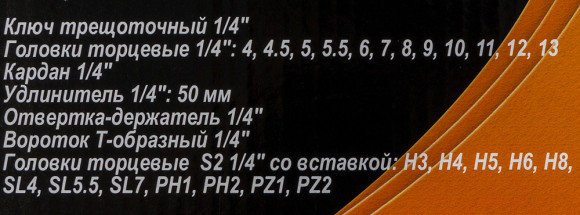 Ключ трещоточный 1/4"
Головки торцевые 1/4": 4, 4.5, 5, 5.5, 6, 7, 8, 9, 10, 11, 12, 13
Кардан 1/4"
Удлинитель 1/4": 50 мм
Отвертка-держатель 1/4"
Вороток Т-образный 1/4"
Головки торцевые S2 1/4" со вставкой: H3, H4, H5, H6, H8,
SL4, SL5.5, SL7, PH1, PH2, PZ1, PZ2